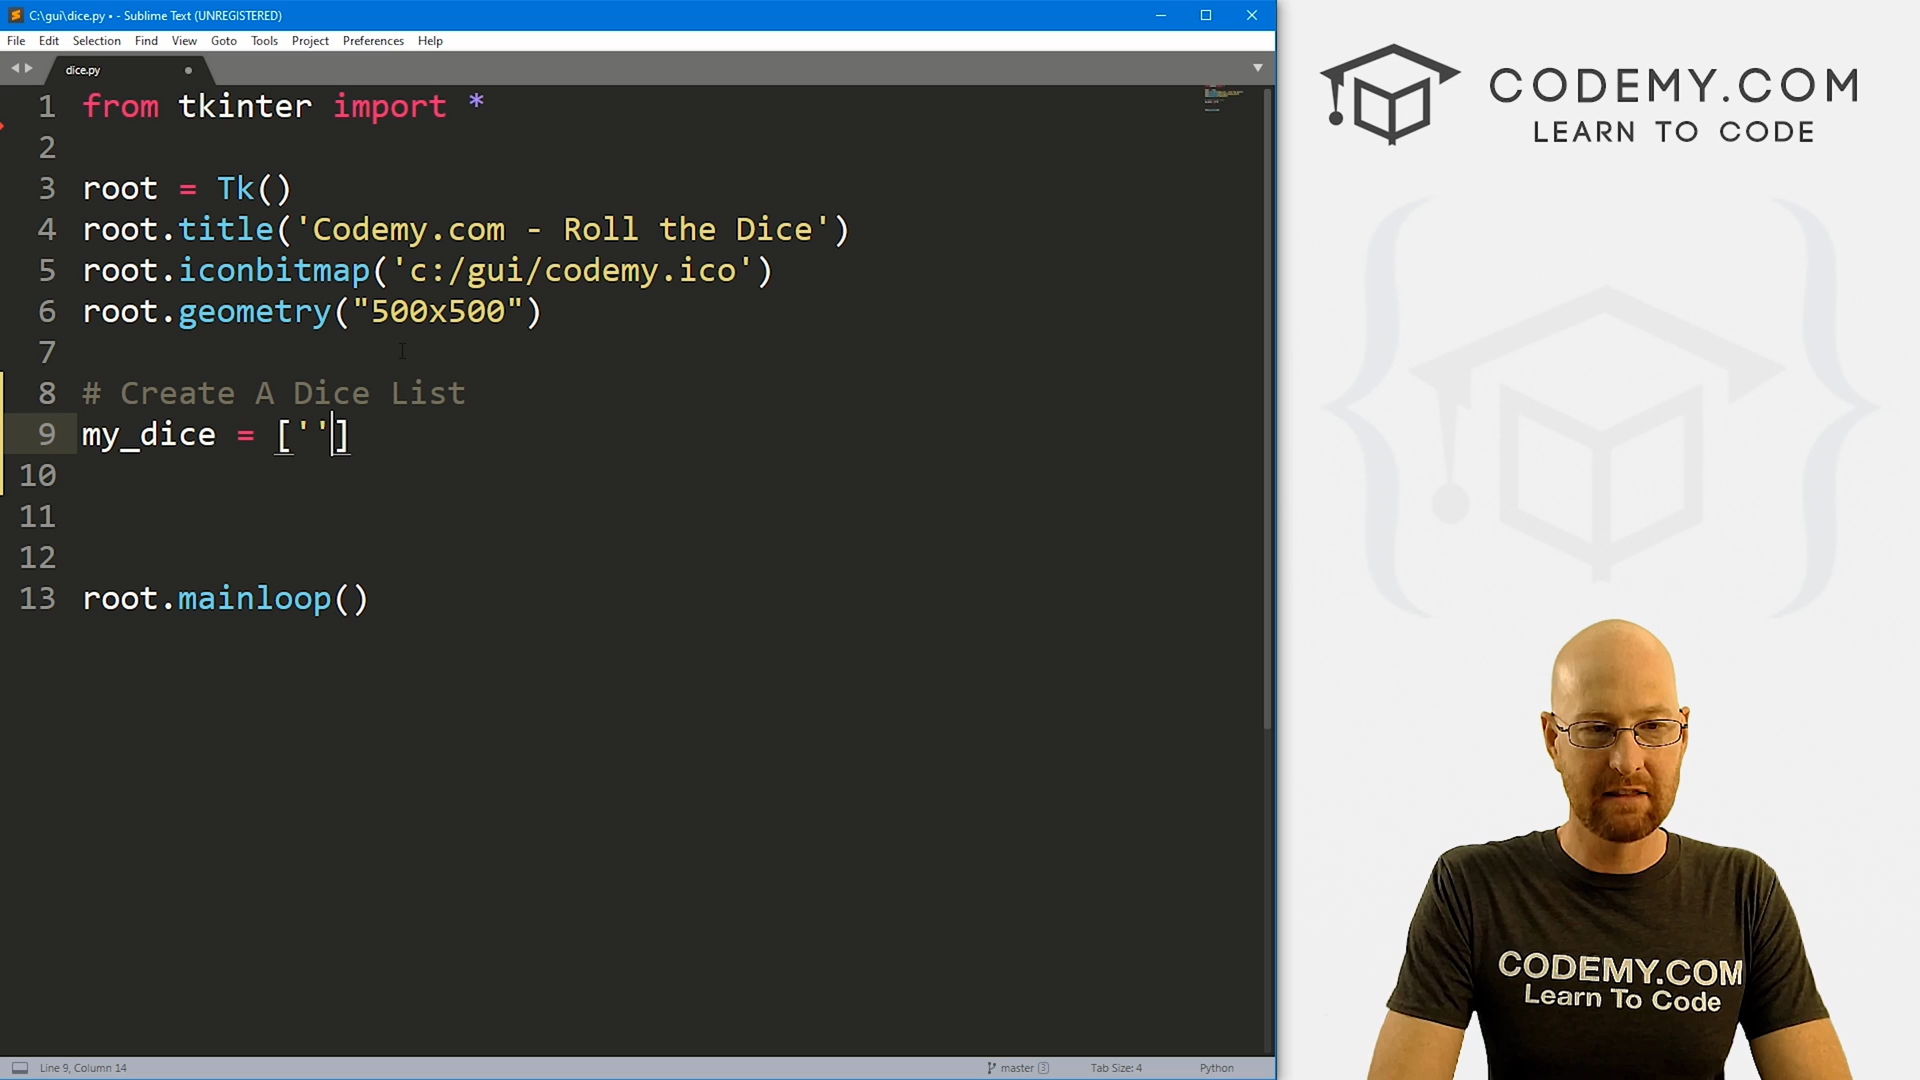 C:\gui\dice.py • - Sublime Text (UNREGISTERED)
File Edit Selection Find View Goto Tools Project Preferences Help
dice.py
1 from tkinter import *
2
3 root = Tk()
4 root.title('Codemy.com - Roll the Dice')
5 root.iconbitmap('c:/gui/codemy.ico')
6 root.geometry("500x500")
7
8 # Create A Dice List
9 my_dice = ['']
10
11
12
13 root.mainloop()
Line 9, Column 14
master 3
Tab Size: 4
Python
CODEMY.COM
LEARN TO CODE
CODEMY.COM
Learn To Code